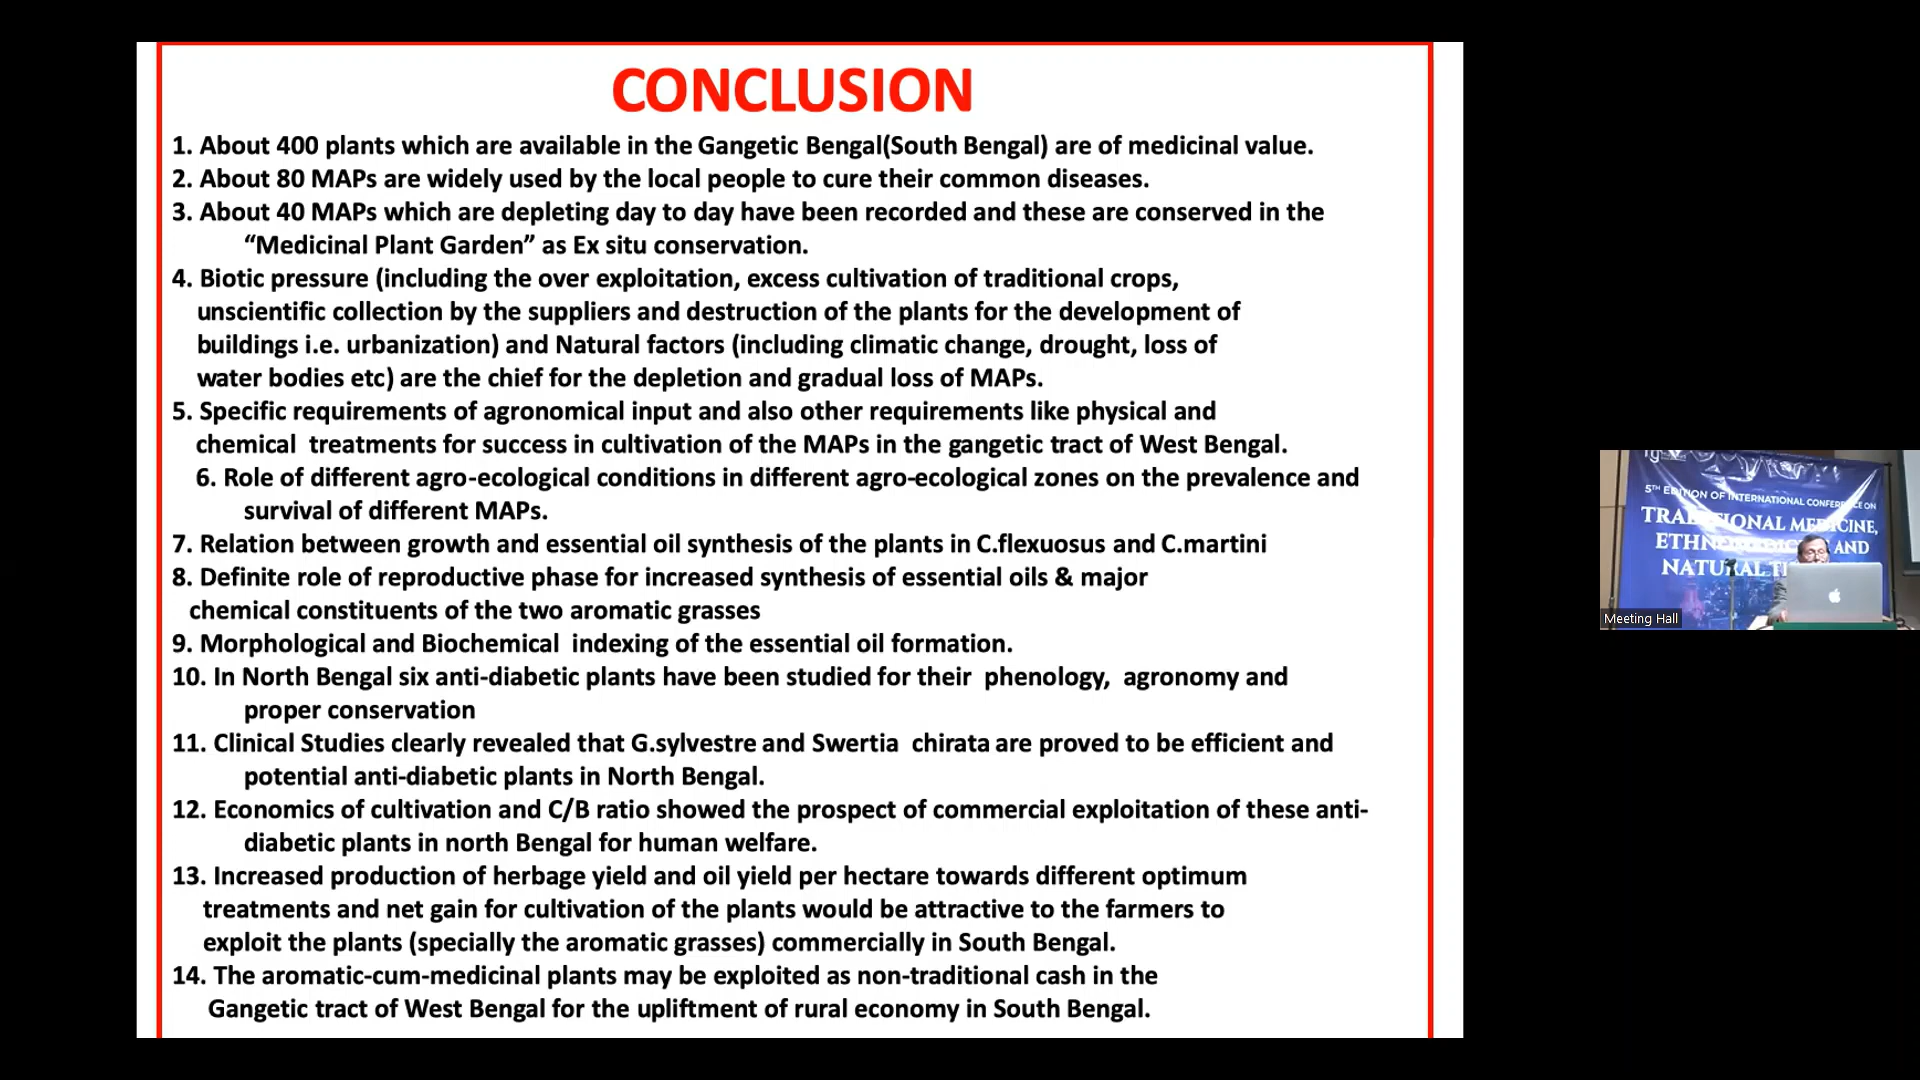 CONCLUSION
1. About 400 plants which are available in the Gangetic Bengal(South Bengal) are of medicinal value.
2. About 80 MAPs are widely used by the local people to cure their common diseases.
3. About 40 MAPs which are depleting day to day have been recorded and these are conserved in the
“Medicinal Plant Garden” as Ex situ conservation.
4. Biotic pressure (including the over exploitation, excess cultivation of traditional crops,
unscientific collection by the suppliers and destruction of the plants for the development of
buildings i.e. urbanization) and Natural factors (including climatic change, drought, loss of
water bodies etc) are the chief for the depletion and gradual loss of MAPs.
5. Specific requirements of agronomical input and also other requirements like physical and
chemical treatments for success in cultivation of the MAPs in the gangetic tract of West Bengal.
6. Role of different agro-ecological conditions in different agro-ecological zones on the prevalence and
survival of different MAPs.
7. Relation between growth and essential oil synthesis of the plants in C.flexuosus and C.martini
8. Definite role of reproductive phase for increased synthesis of essential oils & major
chemical constituents of the two aromatic grasses
9. Morphological and Biochemical indexing of the essential oil formation.
10. In North Bengal six anti-diabetic plants have been studied for their phenology, agronomy and
proper conservation
11. Clinical Studies clearly revealed that G.sylvestre and Swertia chirata are proved to be efficient and
potential anti-diabetic plants in North Bengal.
12. Economics of cultivation and C/B ratio showed the prospect of commercial exploitation of these anti-
diabetic plants in north Bengal for human welfare.
13. Increased production of herbage yield and oil yield per hectare towards different optimum
treatments and net gain for cultivation of the plants would be attractive to the farmers to
exploit the plants (specially the aromatic grasses) commercially in South Bengal.
14. The aromatic-cum-medicinal plants may be exploited as non-traditional cash in the
Gangetic tract of West Bengal for the upliftment of rural economy in South Bengal.
5TH EDITION OF INTERNATIONAL CONFERENCE ON
TRADITIONAL MEDICINE,
AND
NATURAL
Meeting Hall